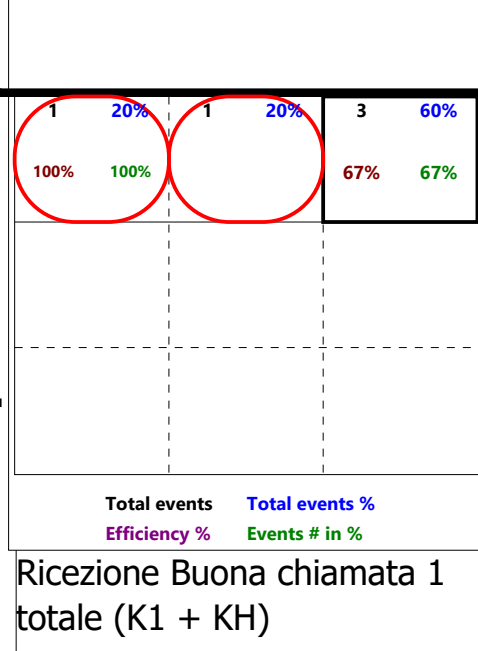 1 20% 1 20% 3 60%
100% 100% 67% 67%
Total events Total events %
Efficiency % Events # in %
Ricezione Buona chiamata 1
totale (K1 + KH)